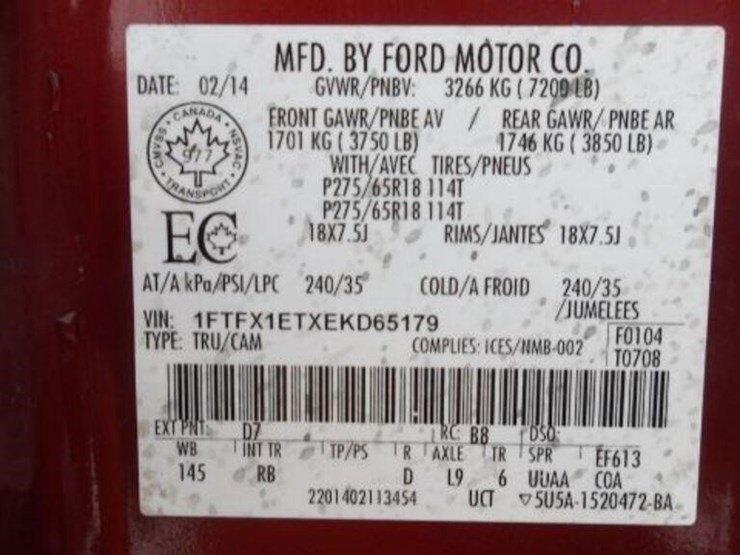 MFD. BY FORD MOTOR CO.
DATE: 02/14 GVWR/PNBV: 3266 KG ( 7200 LB)
FRONT GAWR/PNBE AV / REAR GAWR/ PNBE AR
1701 KG ( 3750 LB) 1746 KG ( 3850 LB)
WITH/AVEC TIRES/PNEUS
P275/65R18 114T
P275/65R18 114T
18X7.5J RIMS/JANTES 18X7.5J
CANADA
CMVSS NSVAC
977
TRANSPORT
EC
AT/A kPa/PSI/LPC 240/35 COLD/A FROID 240/35
/JUMELEES
VIN: 1FTFX1ETXEKD65179
TYPE: TRU/CAM COMPLIES: ICES/NMB-002
F0104
T0708
EXT PNT: D7 RC: B8 DSO:
WB INT TR TP/PS R AXLE TR SPR EF613
145 RB D L9 6 UUAA COA
2201402113454 UCT ▽5U5A-1520472-BA